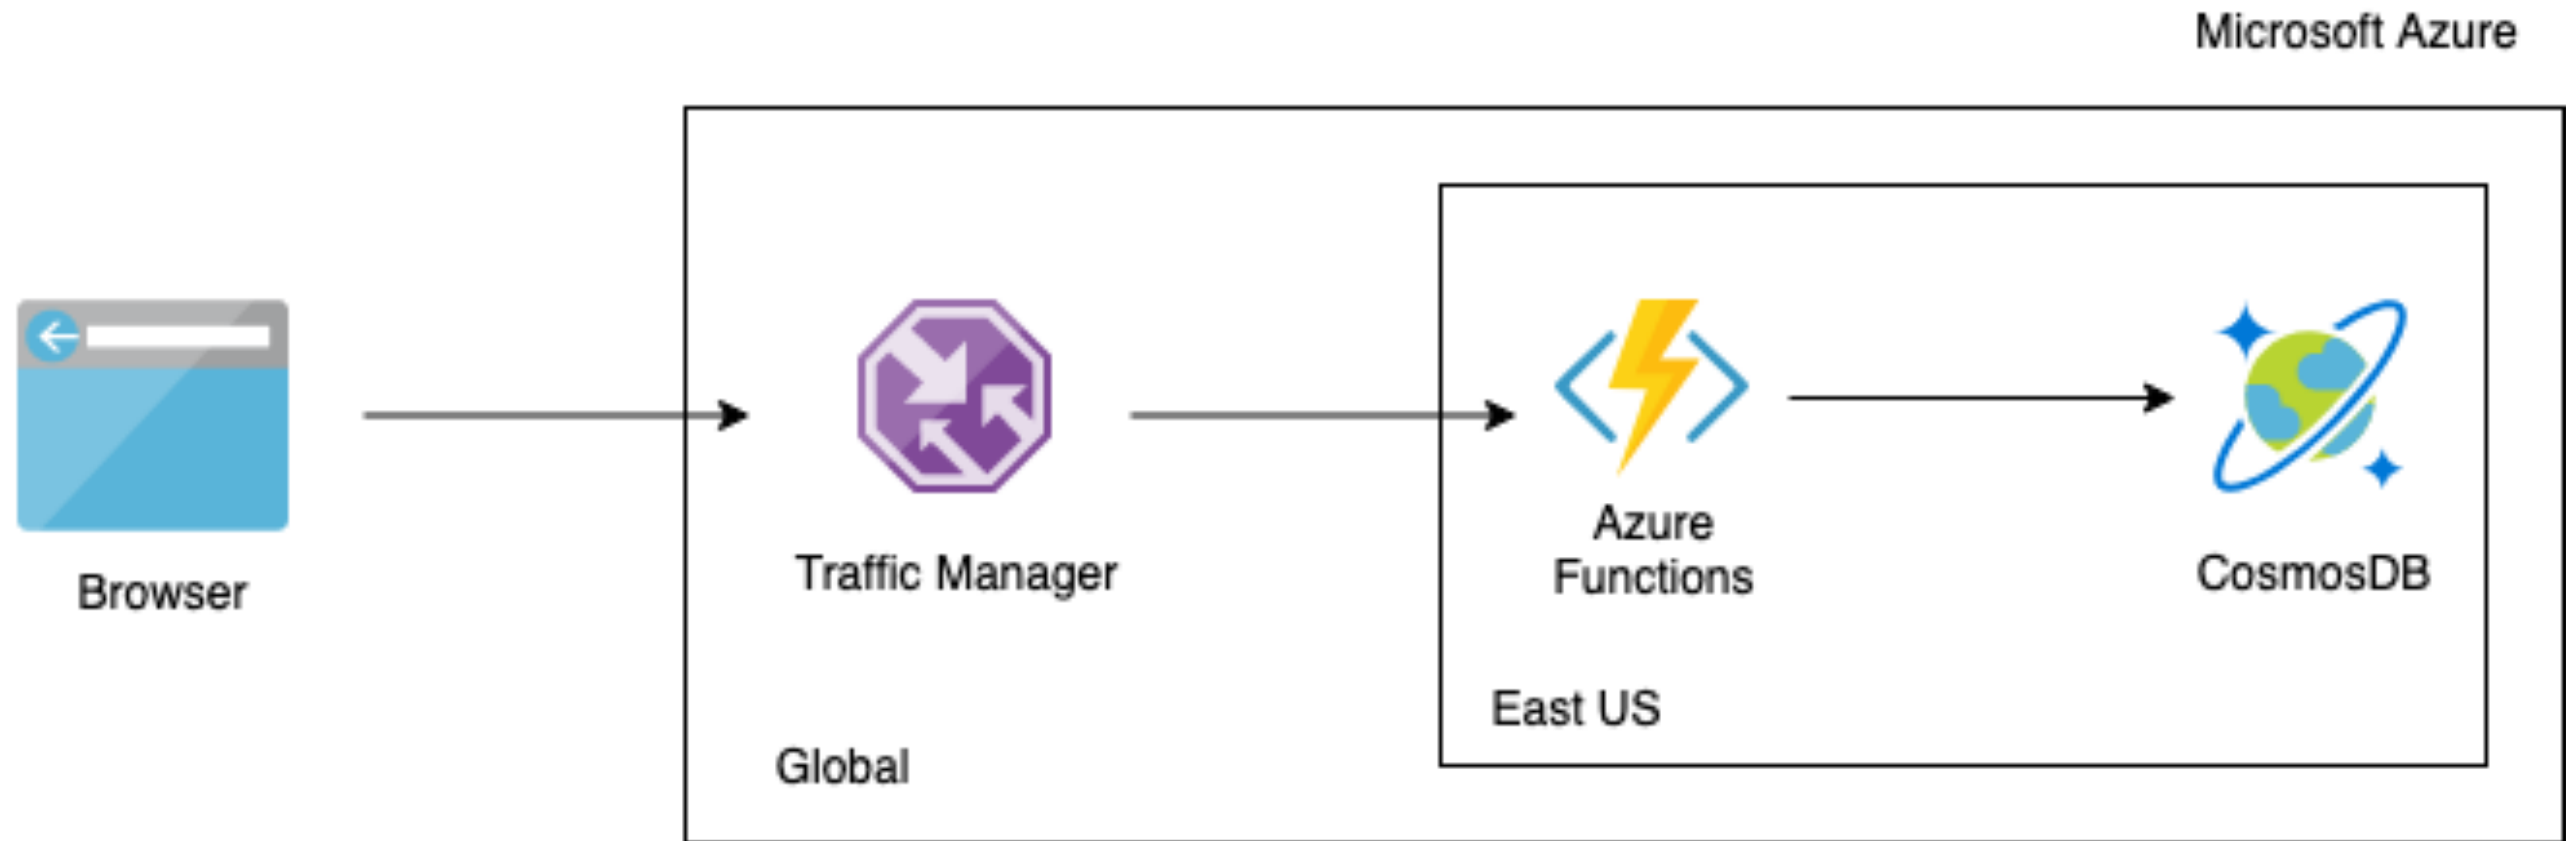 Microsoft Azure
Browser
Traffic Manager
Azure
Functions
CosmosDB
East US
Global